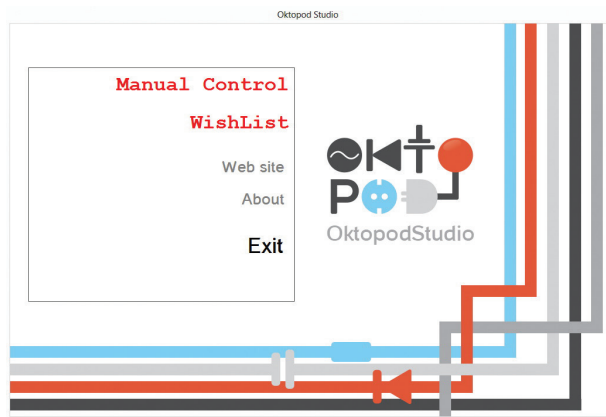 Oktopod Studio
Manual Control
WishList
Web site
About
Exit
OKTO
POD
OktopodStudio